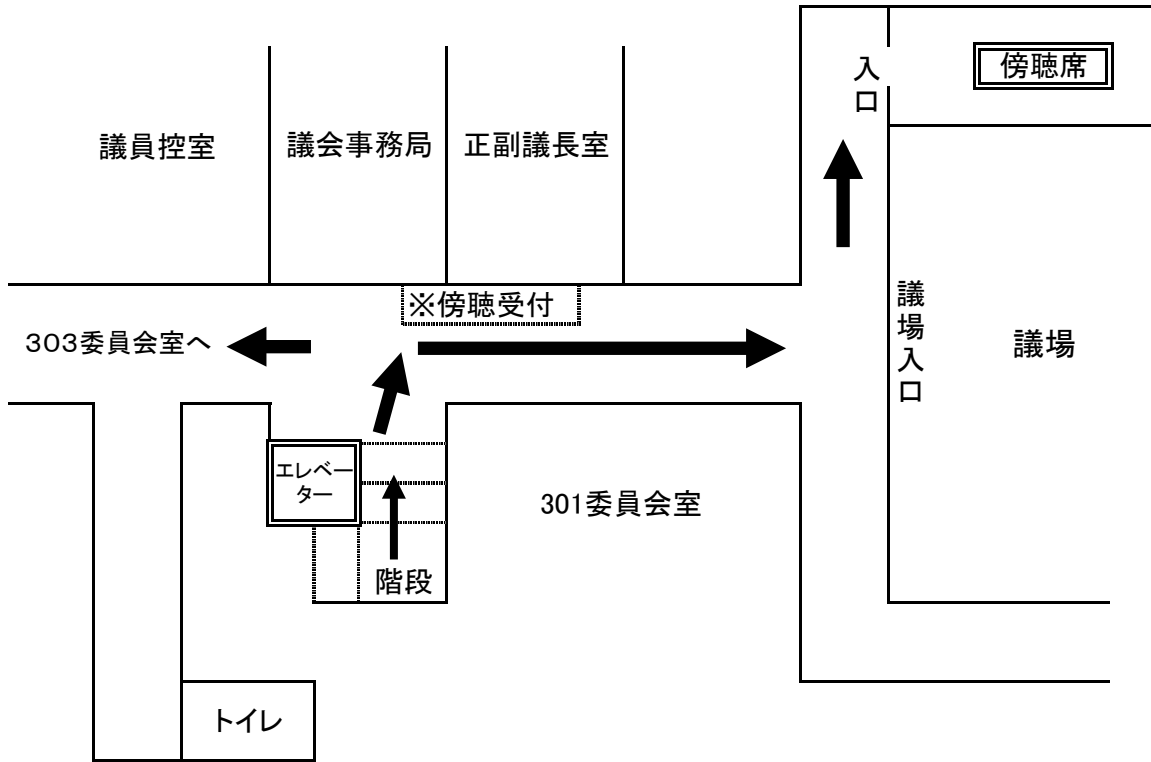 入口
傍聴席
議員控室
議会事務局
正副議長室
※傍聴受付
議場入口
303委員会室へ
議場
エレベー
ター
301委員会室
階段
トイレ